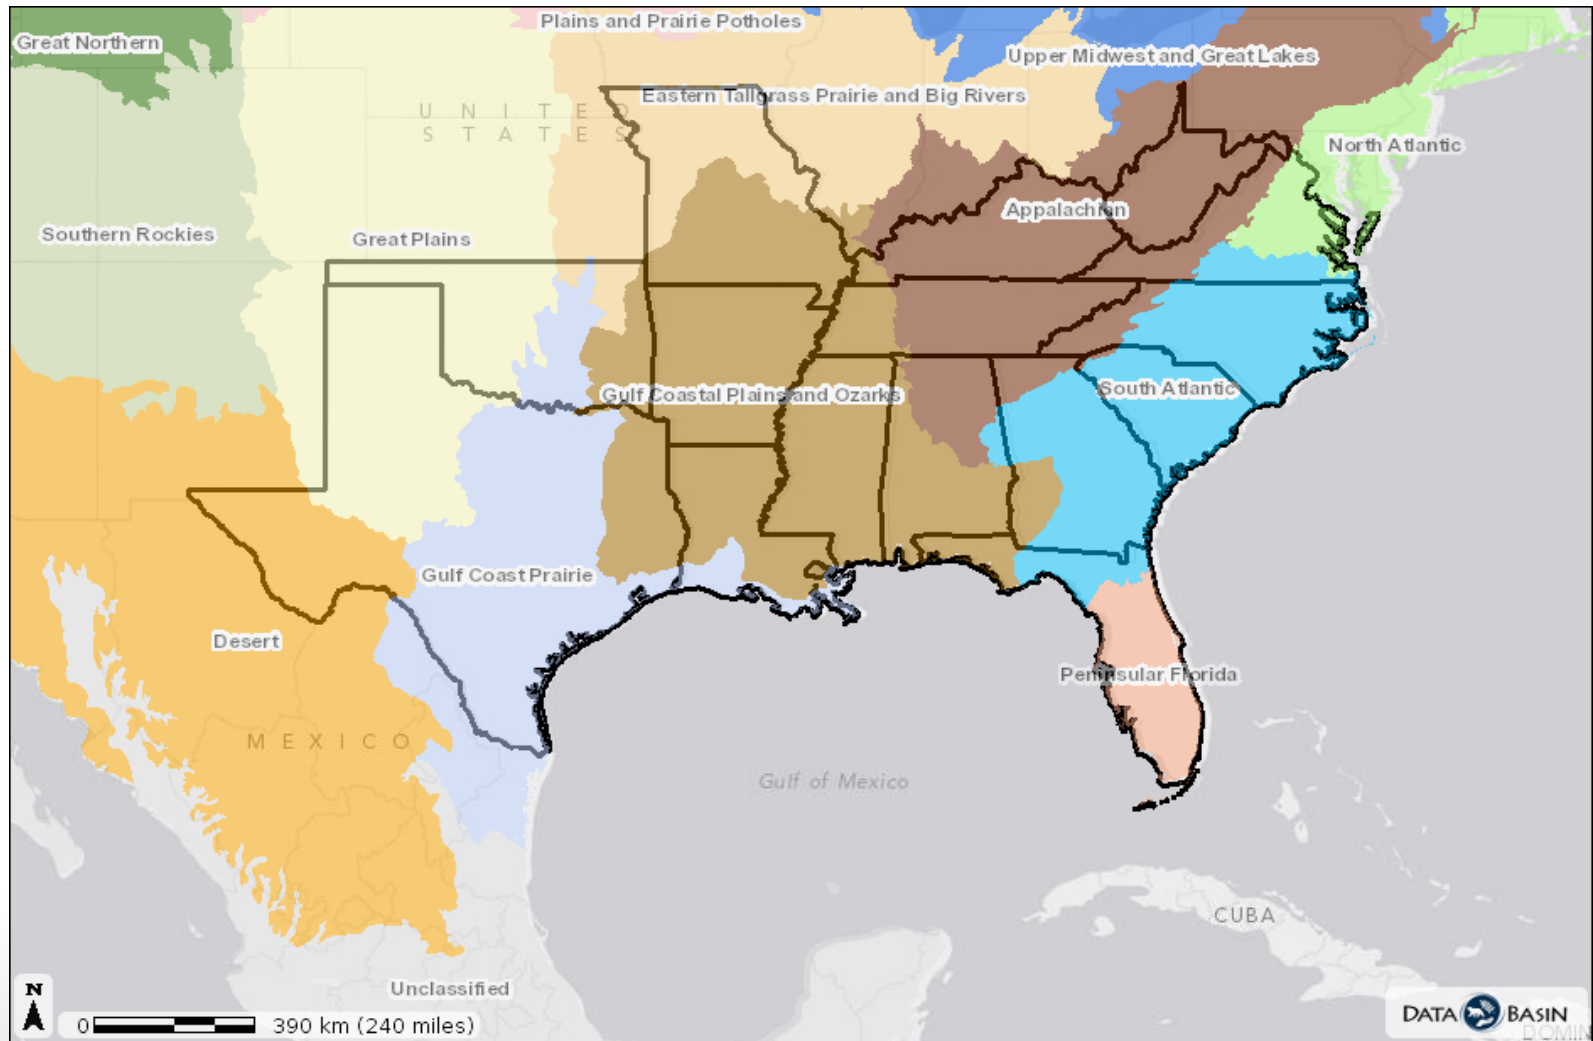 Plains and Prairie Potholes
Great Northern
Upper Midwest and Great Lakes
Eastern Tallgrass Prairie and Big Rivers
UNITED
STATES
North Atlantic
Appalachian
Southern Rockies
Great Plains
South Atlantic
Gulf Coastal Plains and Ozarks
Gulf Coast Prairie
Desert
Peninsular Florida
MEXICO
Gulf of Mexico
CUBA
Unclassified
N
0 390 km (240 miles)
DATA BASIN
DOMIN